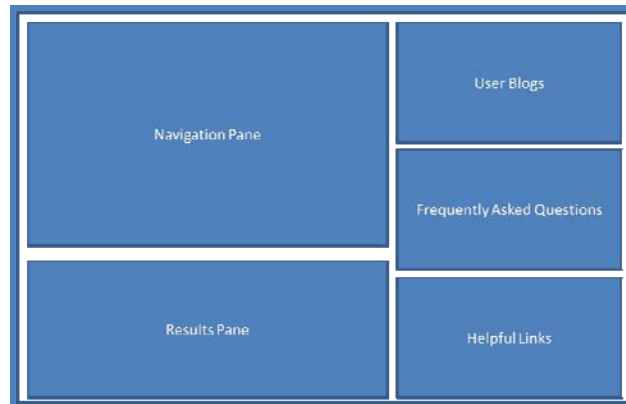 Navigation Pane
Results Pane
User Blogs
Frequently Asked Questions
Helpful Links